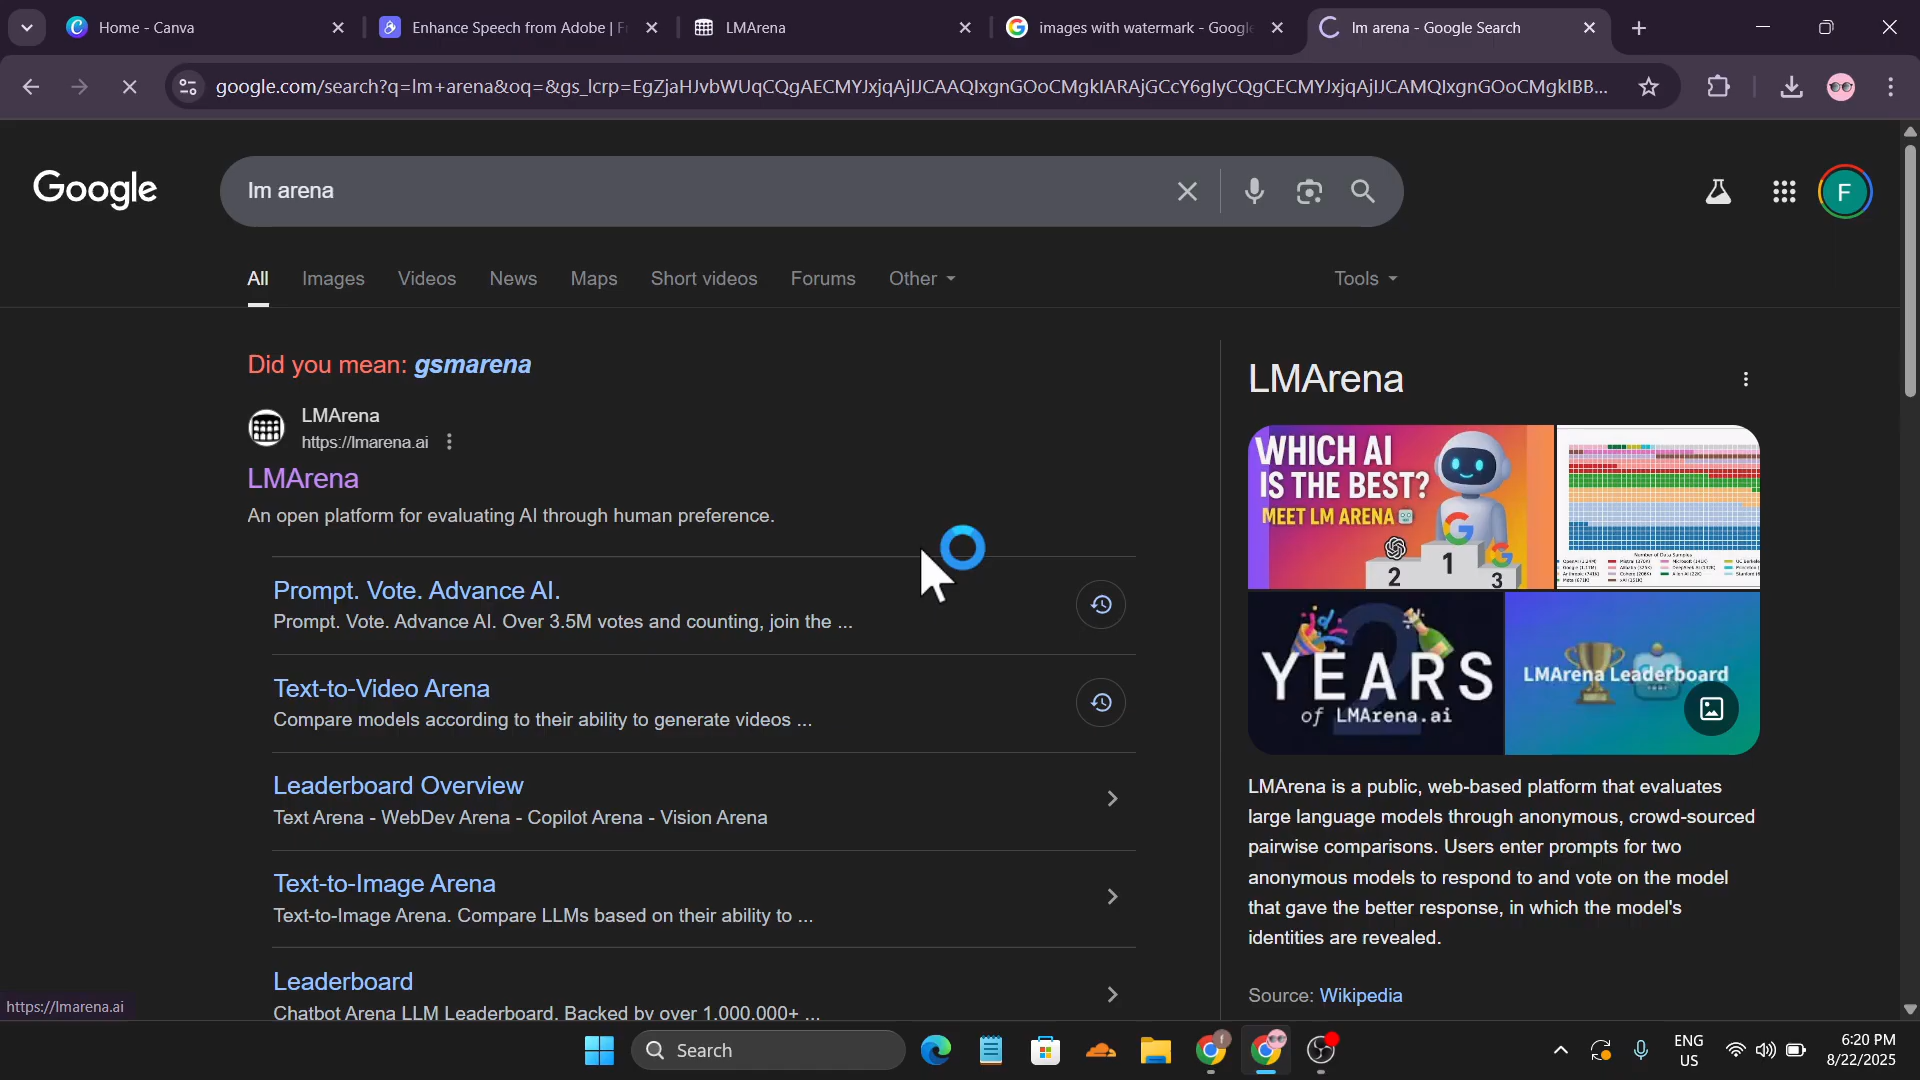 Home - Canva
Enhance Speech from Adobe | F
LMArena
images with watermark - Google
lm arena - Google Search
google.com/search?q=lm+arena&oq=&gs_lcrp=EgZjaHJvbWUqCQgAECMYJxjqAjIJCAAQIxgnGOoCMgkIARAjGCcY6gIyCQgCECMYJxjqAjIJCAMQIxgnGOoCMgkIBB...
Google
lm arena
All
Images
Videos
News
Maps
Short videos
Forums
Other
Tools
F
Did you mean: gsmarena
LMArena
https://lmarena.ai
LMArena
An open platform for evaluating AI through human preference.
Prompt. Vote. Advance AI.
Prompt. Vote. Advance AI. Over 3.5M votes and counting, join the ...
Text-to-Video Arena
Compare models according to their ability to generate videos ...
Leaderboard Overview
Text Arena - WebDev Arena - Copilot Arena - Vision Arena
Text-to-Image Arena
Text-to-Image Arena. Compare LLMs based on their ability to ...
Leaderboard
Chatbot Arena LLM Leaderboard. Backed by over 1,000,000+ ...
LMArena
WHICH AI
IS THE BEST?
MEET LM ARENA
2 1 3
Number of Data Samples
2
YEARS
of LMArena.ai
LMArena Leaderboard
LMArena is a public, web-based platform that evaluates
large language models through anonymous, crowd-sourced
pairwise comparisons. Users enter prompts for two
anonymous models to respond to and vote on the model
that gave the better response, in which the model's
identities are revealed.
Source: Wikipedia
https://lmarena.ai
Search
f
ENG
US
6:20 PM
8/22/2025